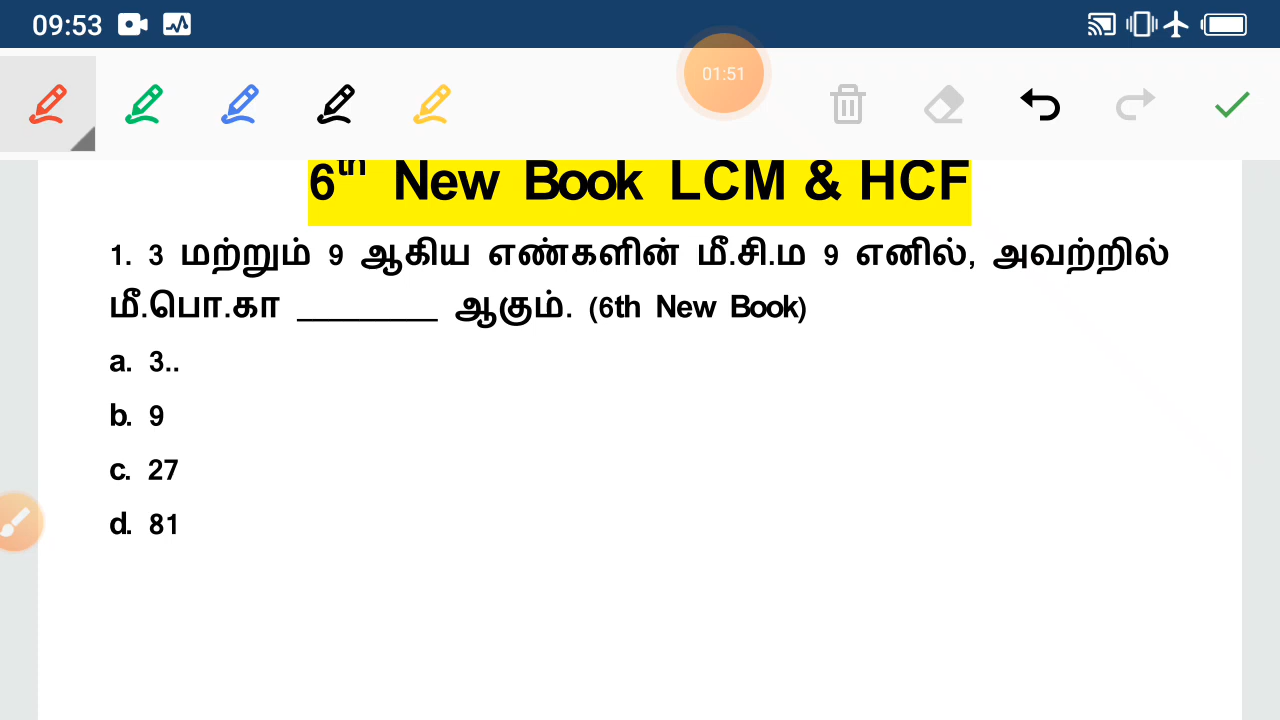 09:53
01:51
6th New Book LCM & HCF
1. 3 மற்றும் 9 ஆகிய எண்களின் மீ.சி.ம 9 எனில், அவற்றில்
மீ.பொ.கா ________ ஆகும். (6th New Book)
a. 3..
b. 9
c. 27
d. 81